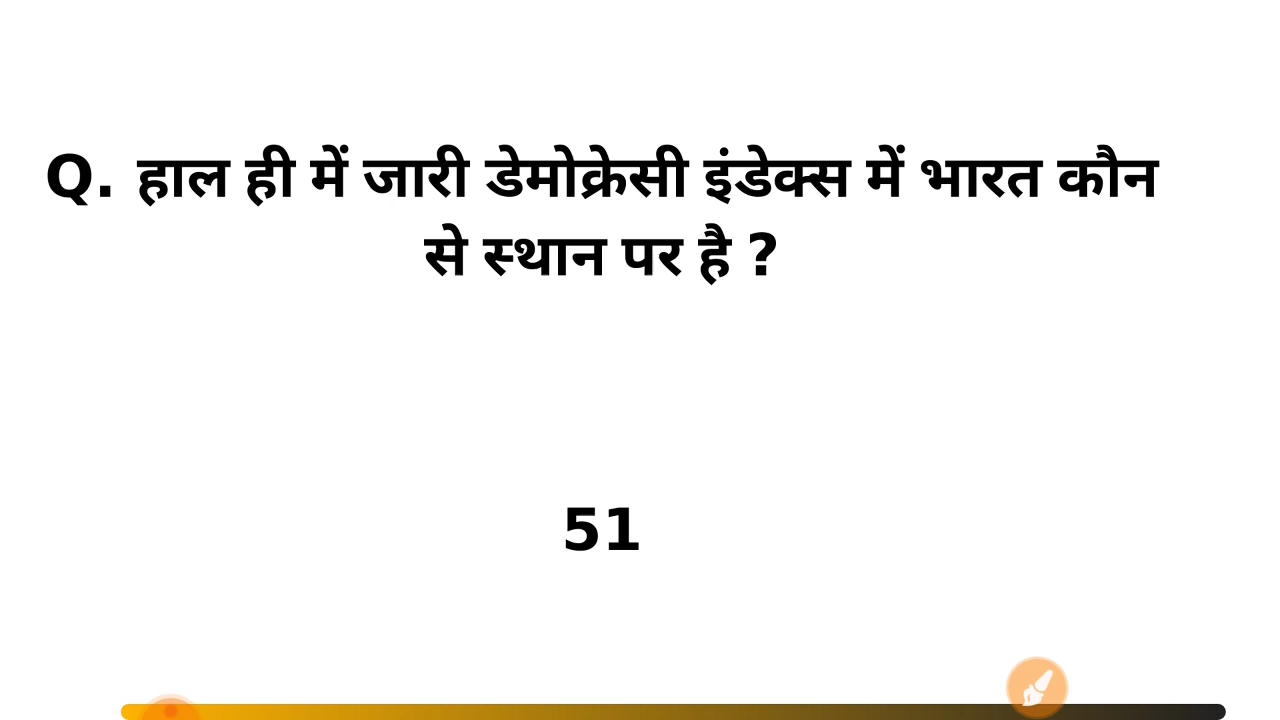 Q. हाल ही में जारी डेमोक्रेसी इंडेक्स में भारत कौन
से स्थान पर है ?
51